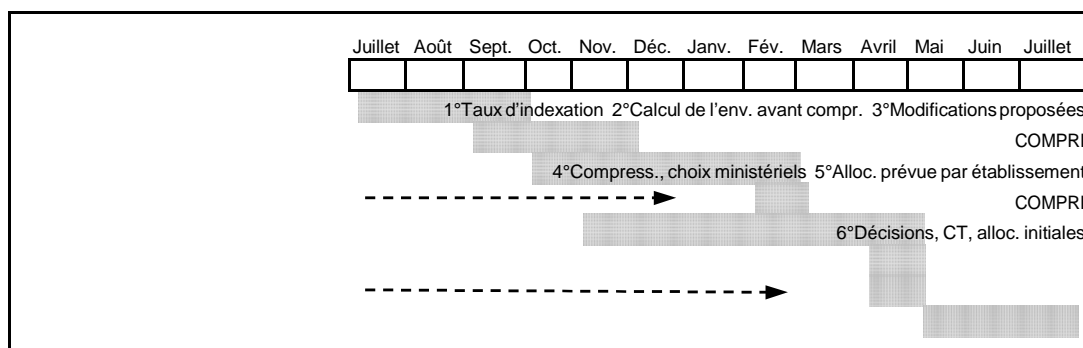 Juillet Août Sept. Oct. Nov. Déc. Janv. Fév. Mars Avril Mai Juin Juillet
1°Taux d'indexation 2°Calcul de l'env. avant compr. 3°Modifications proposées
COMPRI
4°Compress., choix ministériels 5°Alloc. prévue par établissement
COMPRI
6°Décisions, CT, alloc. initiales